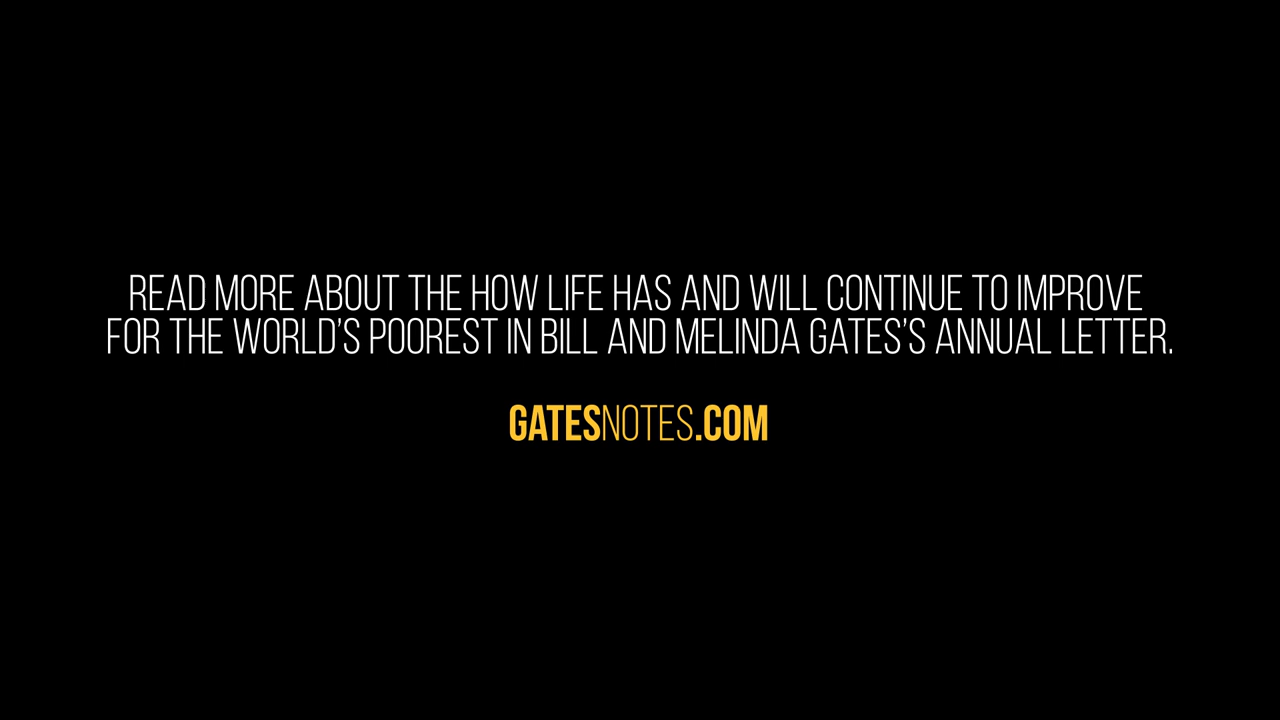 READ MORE ABOUT THE HOW LIFE HAS AND WILL CONTINUE TO IMPROVE
FOR THE WORLD’S POOREST IN BILL AND MELINDA GATES’S ANNUAL LETTER.
GATESNOTES.COM